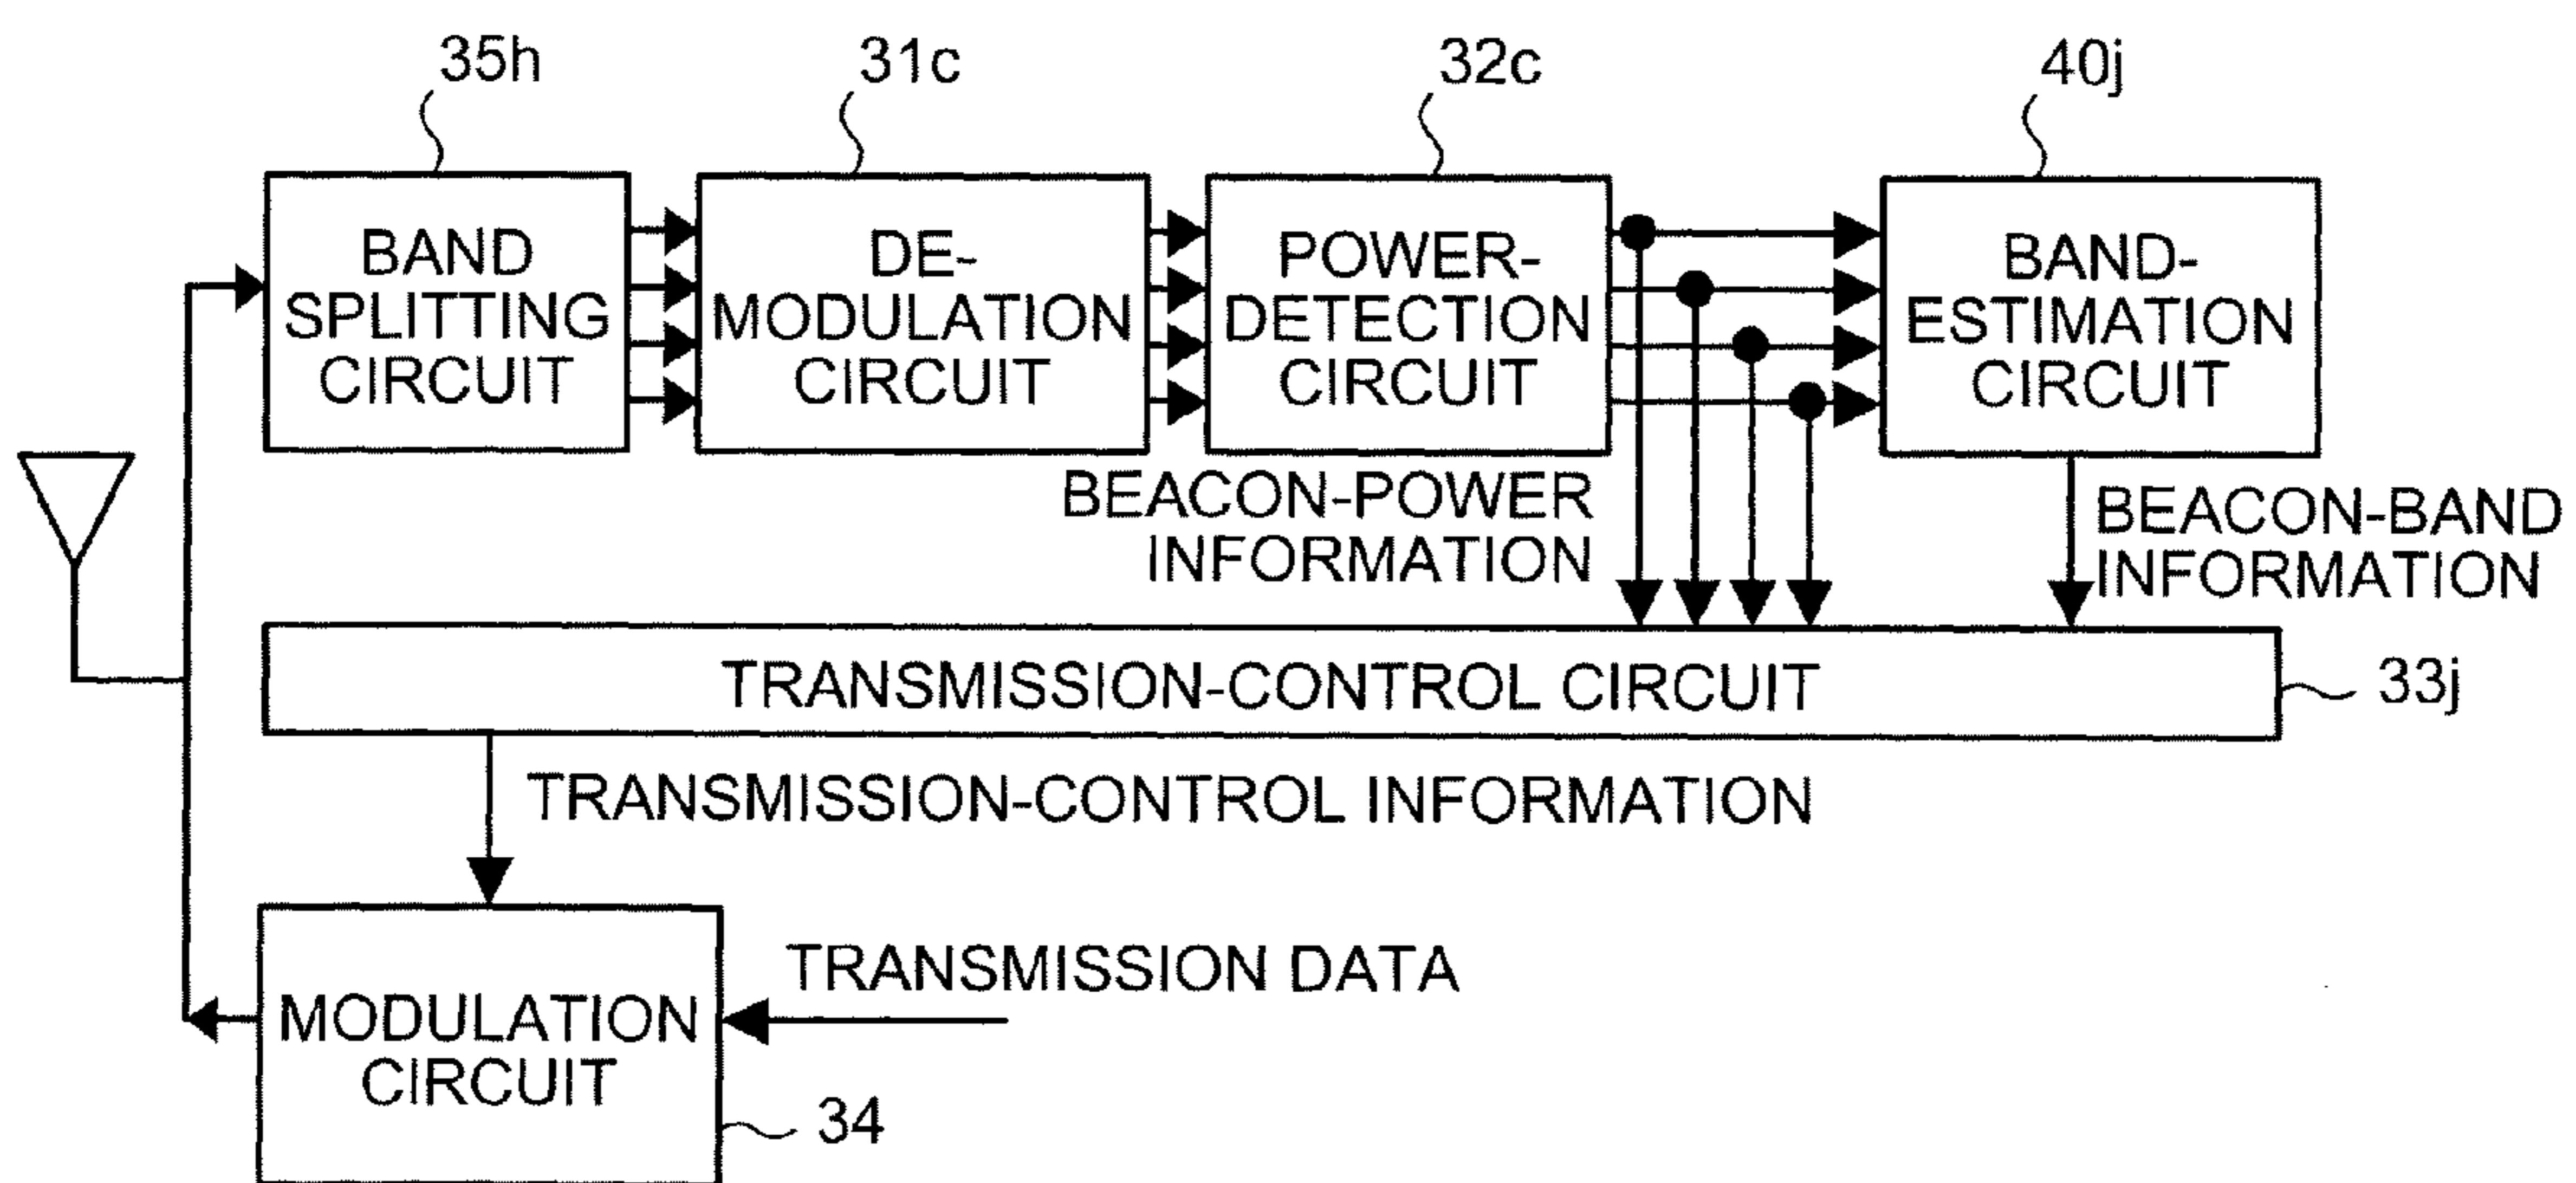 35h
31c
32c
40j
BAND
SPLITTING
CIRCUIT
DE-
MODULATION
CIRCUIT
POWER-
DETECTION
CIRCUIT
BAND-
ESTIMATION
CIRCUIT
BEACON-POWER
INFORMATION
BEACON-BAND
INFORMATION
TRANSMISSION-CONTROL CIRCUIT
33j
TRANSMISSION-CONTROL INFORMATION
TRANSMISSION DATA
MODULATION
CIRCUIT
34